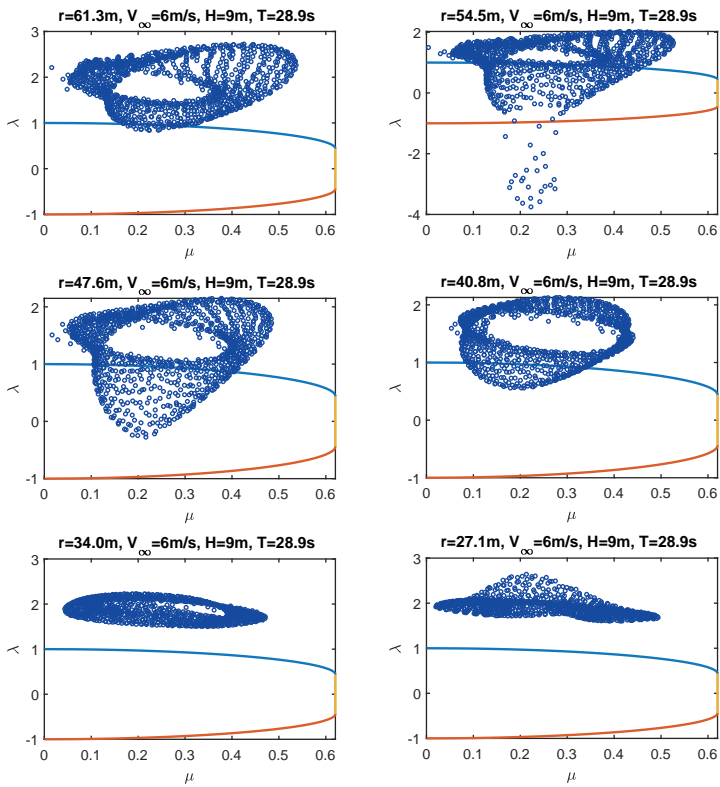 r=61.3m, V∞=6m/s, H=9m, T=28.9s
3
2
1
0
-1
λ
0 0.1 0.2 0.3 0.4 0.5 0.6
μ
r=54.5m, V∞=6m/s, H=9m, T=28.9s
2
0
-2
-4
λ
0 0.1 0.2 0.3 0.4 0.5 0.6
μ
r=47.6m, V∞=6m/s, H=9m, T=28.9s
2
1
0
-1
λ
0 0.1 0.2 0.3 0.4 0.5 0.6
μ
r=40.8m, V∞=6m/s, H=9m, T=28.9s
2
1
0
-1
λ
0 0.1 0.2 0.3 0.4 0.5 0.6
μ
r=34.0m, V∞=6m/s, H=9m, T=28.9s
3
2
1
0
-1
λ
0 0.1 0.2 0.3 0.4 0.5 0.6
μ
r=27.1m, V∞=6m/s, H=9m, T=28.9s
3
2
1
0
-1
λ
0 0.1 0.2 0.3 0.4 0.5 0.6
μ